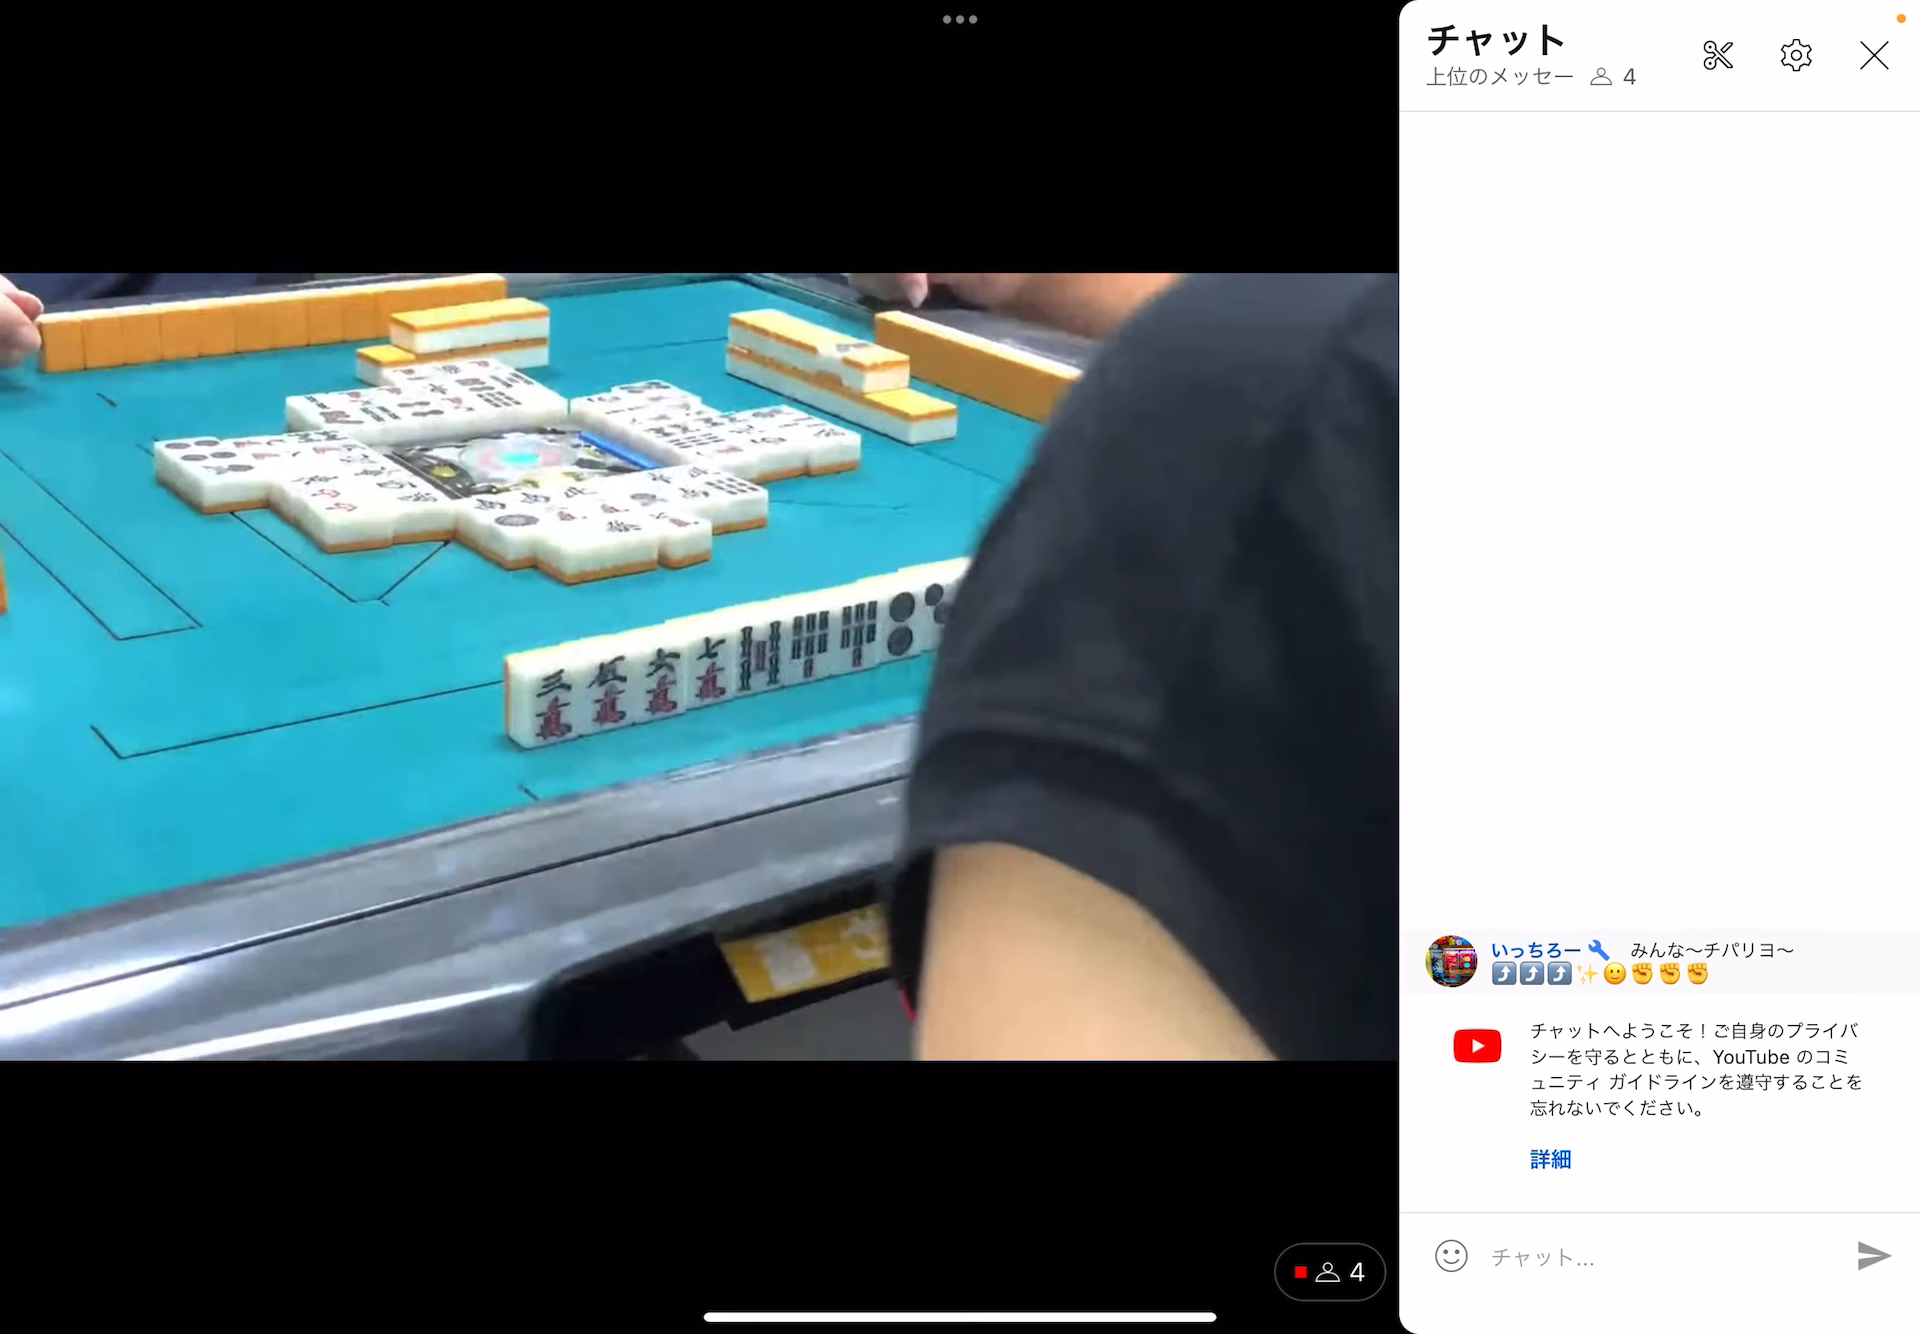 チャット
上位のメッセー 4
三萬 伍萬 六萬 七萬
いっちろー みんな〜チパリヨ〜
⤴️⤴️⤴️✨🙂✊✊✊
チャットへようこそ！ご自身のプライバ
シーを守るとともに、YouTube のコミ
ュニティ ガイドラインを遵守することを
忘れないでください。
詳細
チャット...
4